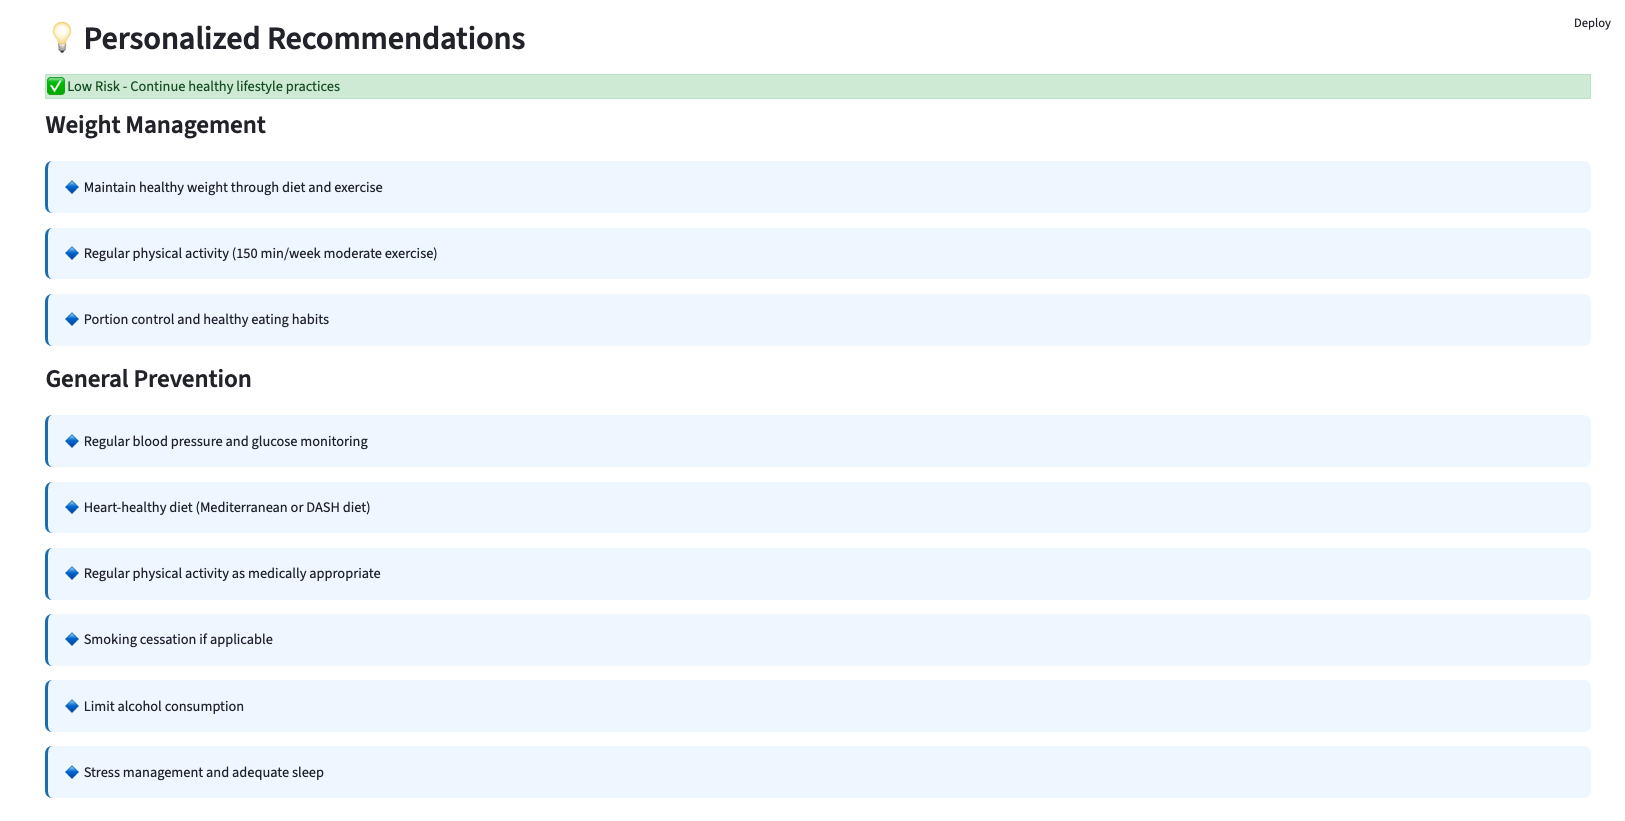 Deploy
💡 Personalized Recommendations
✅ Low Risk - Continue healthy lifestyle practices
Weight Management
🔹 Maintain healthy weight through diet and exercise
🔹 Regular physical activity (150 min/week moderate exercise)
🔹 Portion control and healthy eating habits
General Prevention
🔹 Regular blood pressure and glucose monitoring
🔹 Heart-healthy diet (Mediterranean or DASH diet)
🔹 Regular physical activity as medically appropriate
🔹 Smoking cessation if applicable
🔹 Limit alcohol consumption
🔹 Stress management and adequate sleep